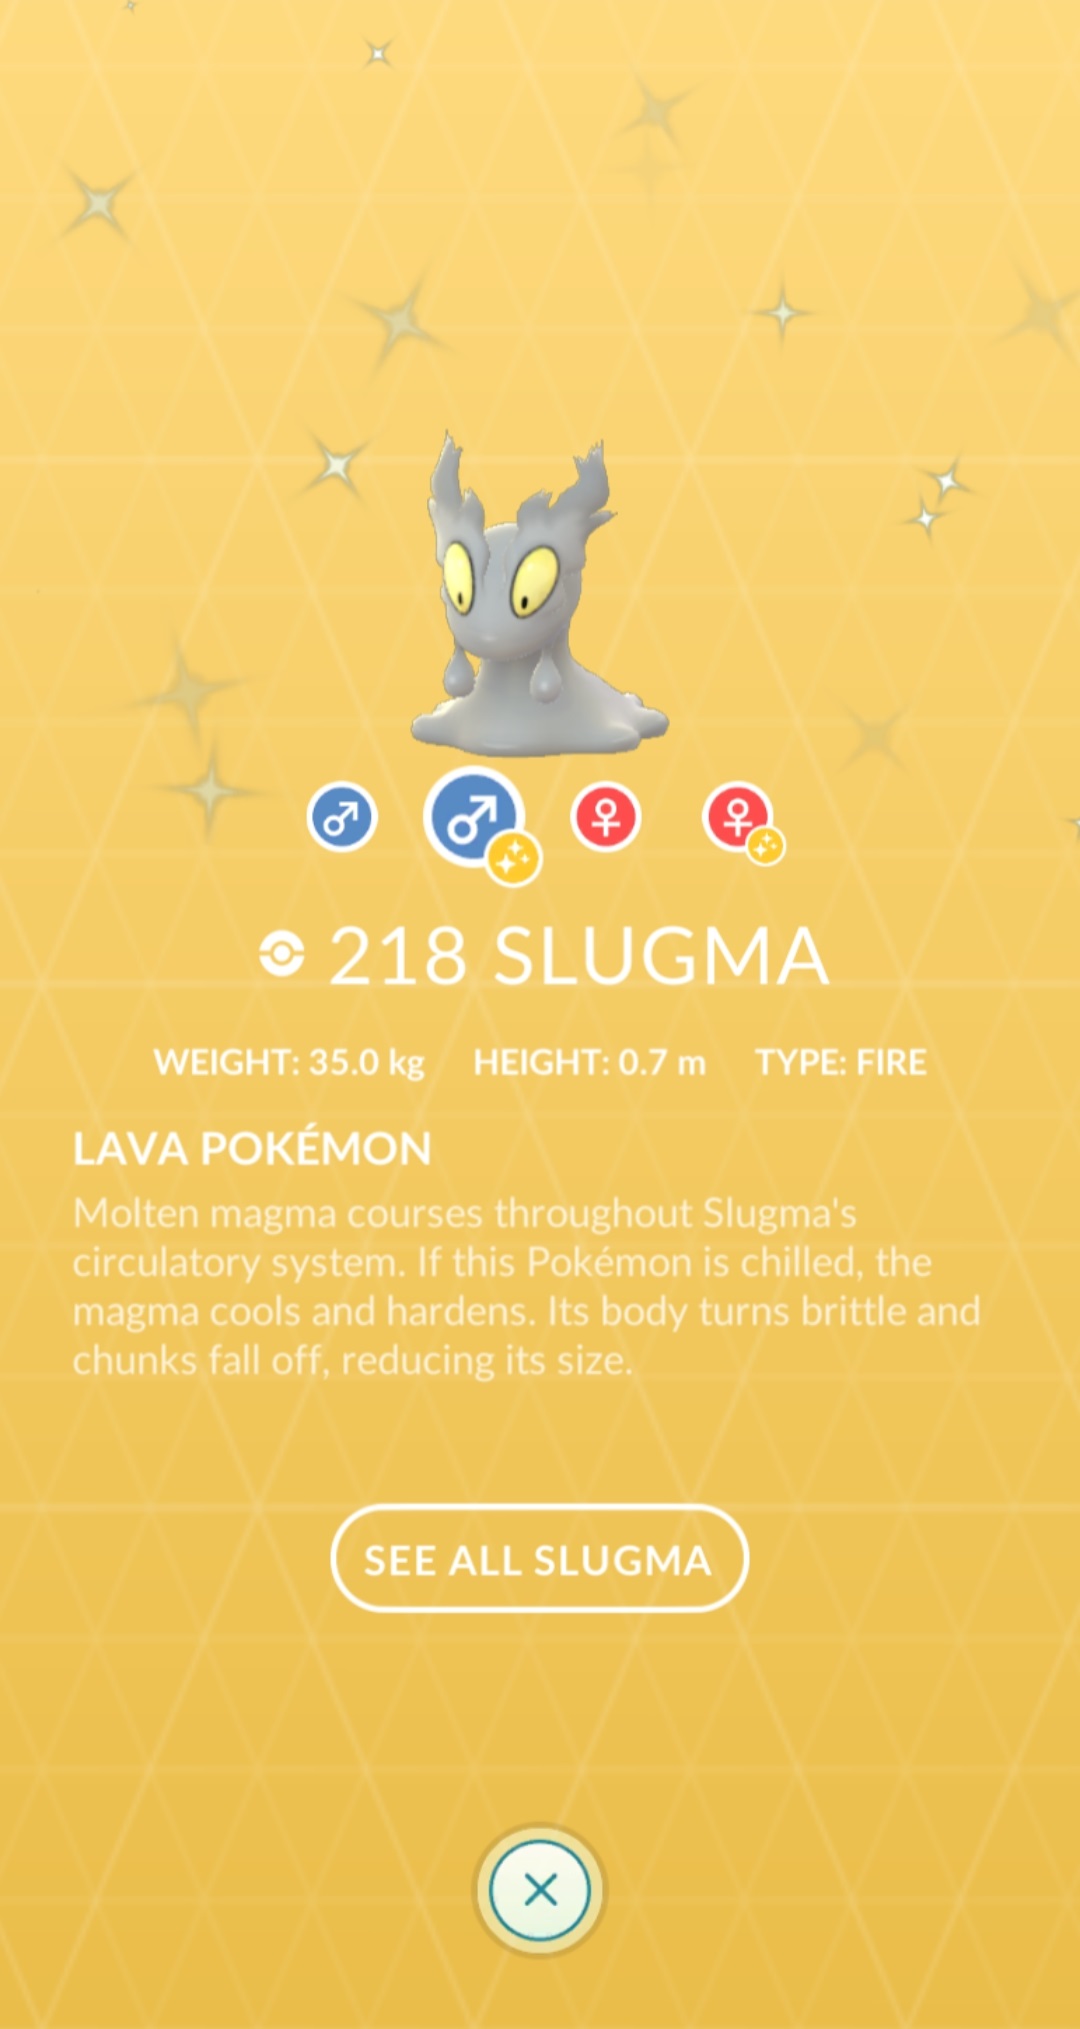 218 SLUGMA
WEIGHT: 35.0 kg HEIGHT: 0.7 m TYPE: FIRE
LAVA POKÉMON
Molten magma courses throughout Slugma's
circulatory system. If this Pokémon is chilled, the
magma cools and hardens. Its body turns brittle and
chunks fall off, reducing its size.
SEE ALL SLUGMA